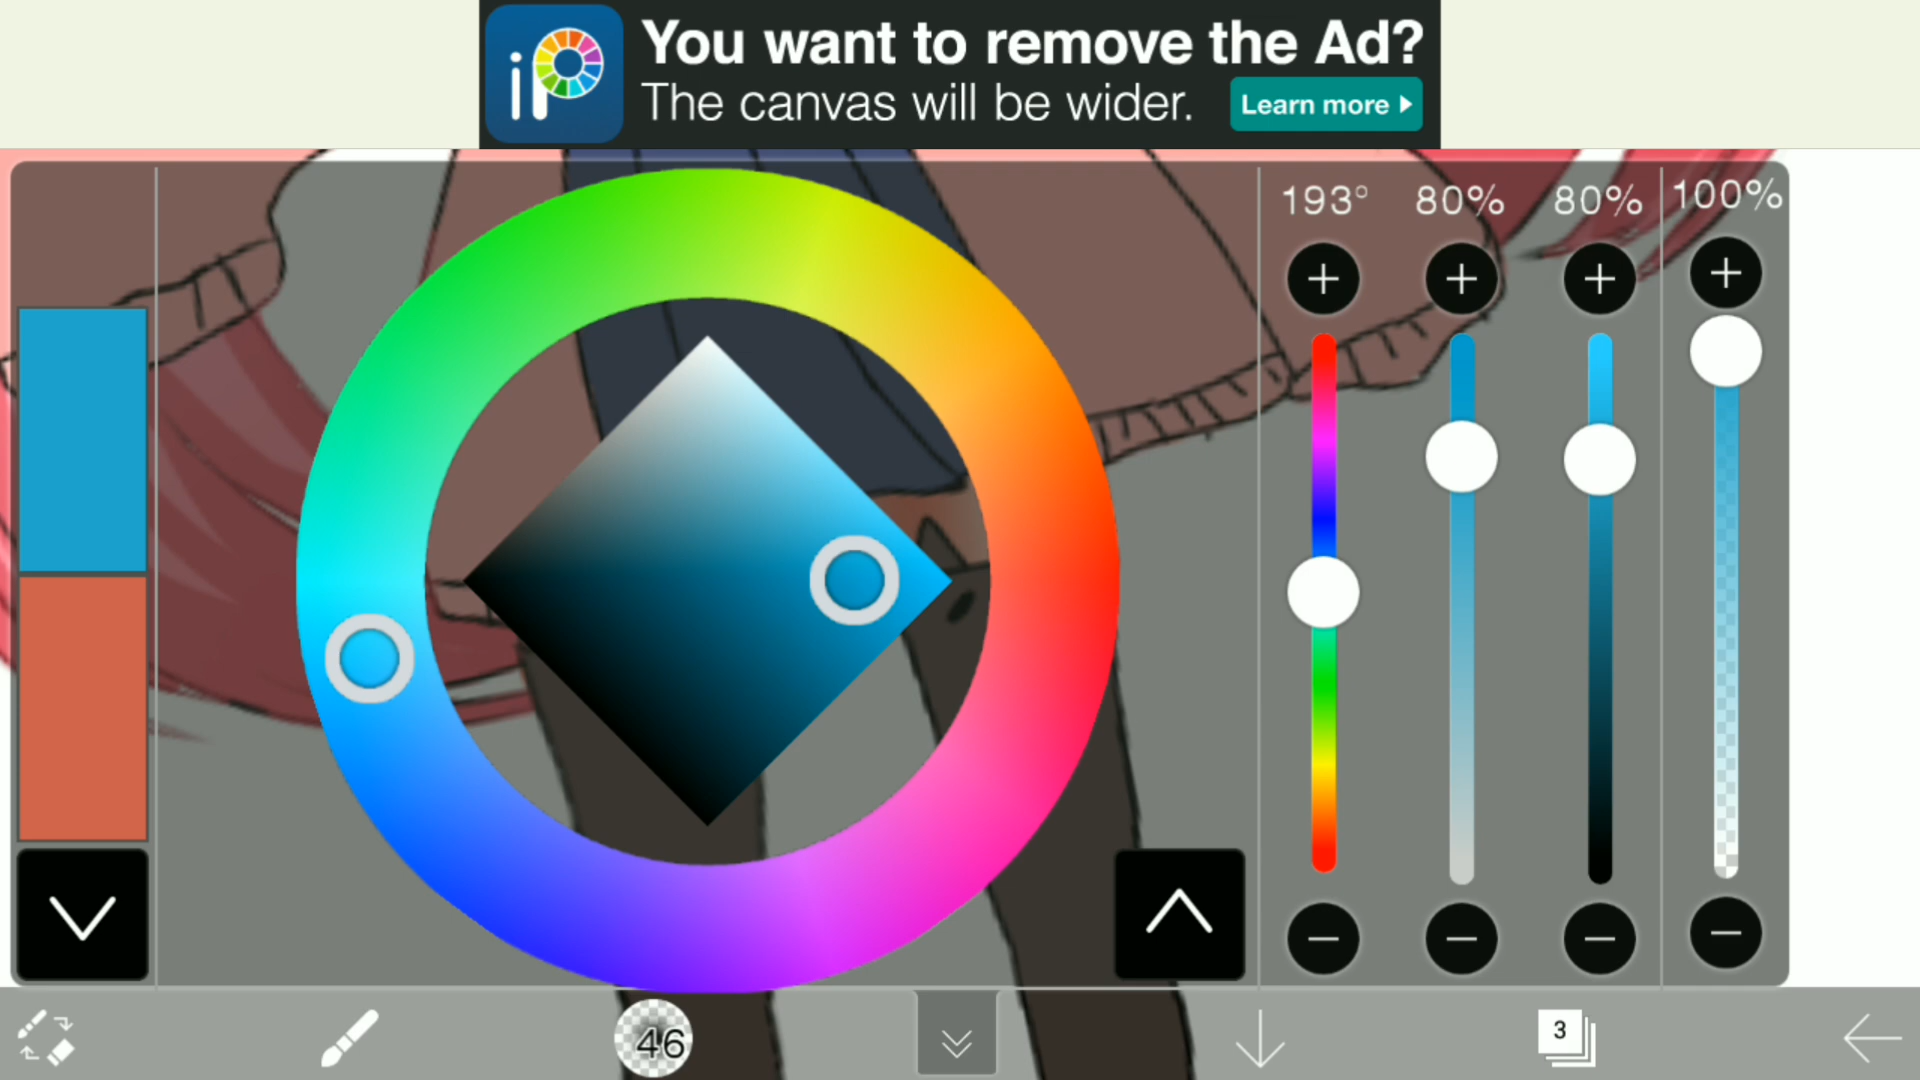 iP
You want to remove the Ad?
The canvas will be wider.
Learn more
193° 80% 80% 100%
46
3